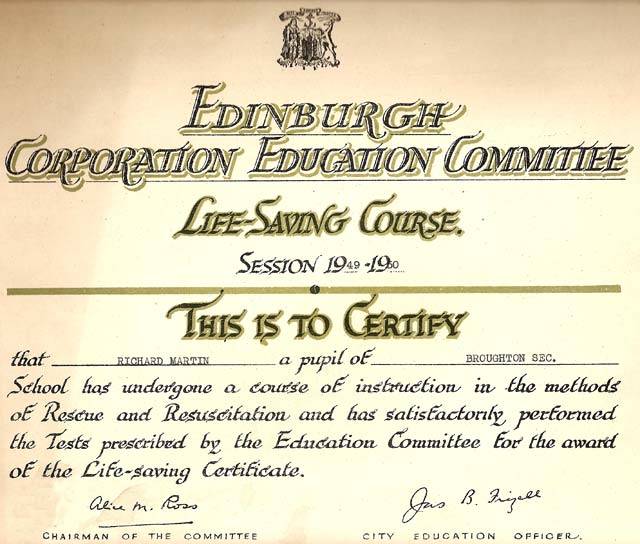 EDINBURGH
CORPORATION EDUCATION COMMITTEE
LIFE-SAVING COURSE.
SESSION 1949-1950
THIS IS TO CERTIFY
that RICHARD MARTIN a pupil of BROUGHTON SEC.
School has undergone a course of instruction in the methods
of Rescue and Resuscitation and has satisfactorily performed
the Tests prescribed by the Education Committee for the award
of the Life-saving Certificate.
Alice M. Ross Jas B. Frizell
CHAIRMAN OF THE COMMITTEE CITY EDUCATION OFFICER.